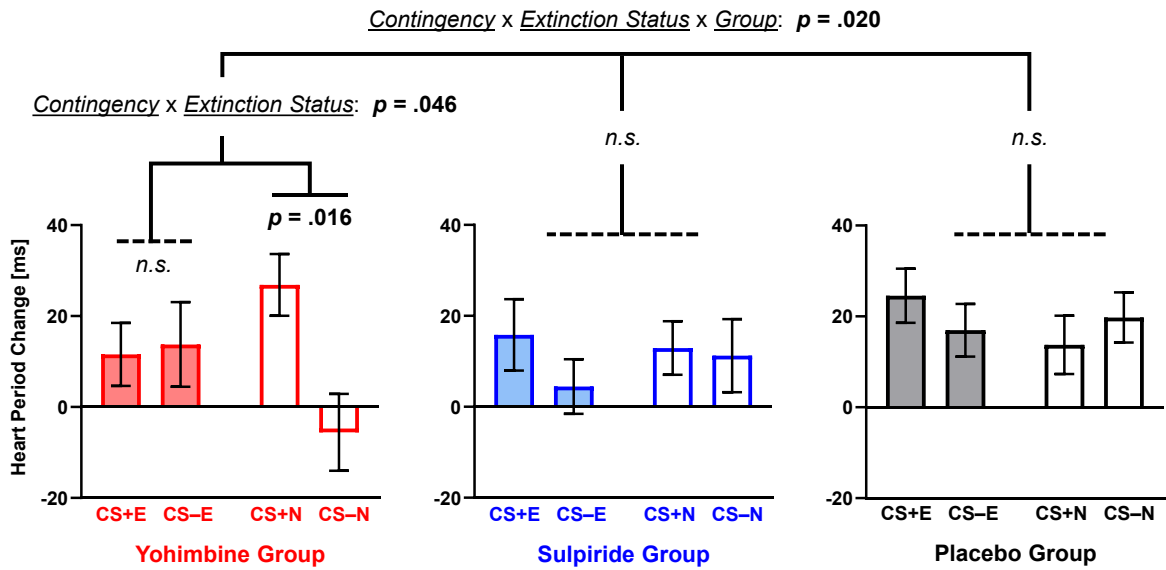 Contingency x Extinction Status x Group: p = .020
Contingency x Extinction Status: p = .046
n.s.
n.s.
p = .016
n.s.
Heart Period Change [ms]
40
20
0
-20
CS+E CS–E CS+N CS–N
Yohimbine Group
40
20
0
-20
CS+E CS–E CS+N CS–N
Sulpiride Group
40
20
0
-20
CS+E CS–E CS+N CS–N
Placebo Group